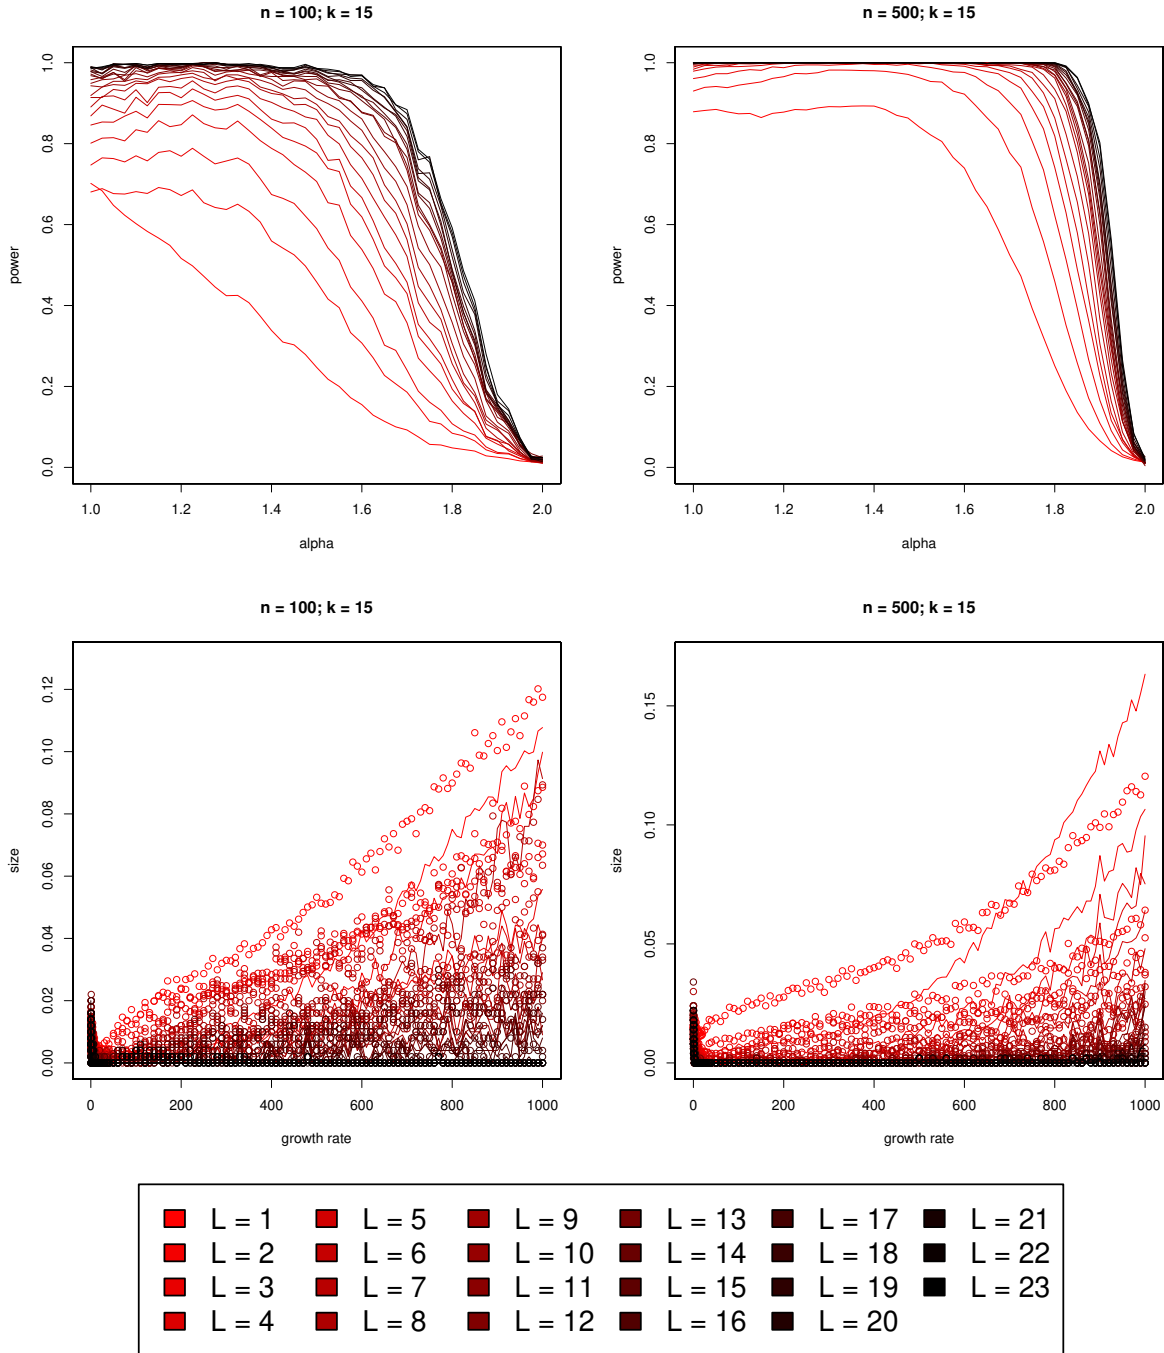 n = 100; k = 15
n = 500; k = 15
power
0.0 0.2 0.4 0.6 0.8 1.0
1.0 1.2 1.4 1.6 1.8 2.0
alpha
power
0.0 0.2 0.4 0.6 0.8 1.0
1.0 1.2 1.4 1.6 1.8 2.0
alpha
n = 100; k = 15
n = 500; k = 15
size
0.00 0.02 0.04 0.06 0.08 0.10 0.12
0 200 400 600 800 1000
growth rate
size
0.00 0.05 0.10 0.15
0 200 400 600 800 1000
growth rate
L = 1 L = 5 L = 9 L = 13 L = 17 L = 21
L = 2 L = 6 L = 10 L = 14 L = 18 L = 22
L = 3 L = 7 L = 11 L = 15 L = 19 L = 23
L = 4 L = 8 L = 12 L = 16 L = 20